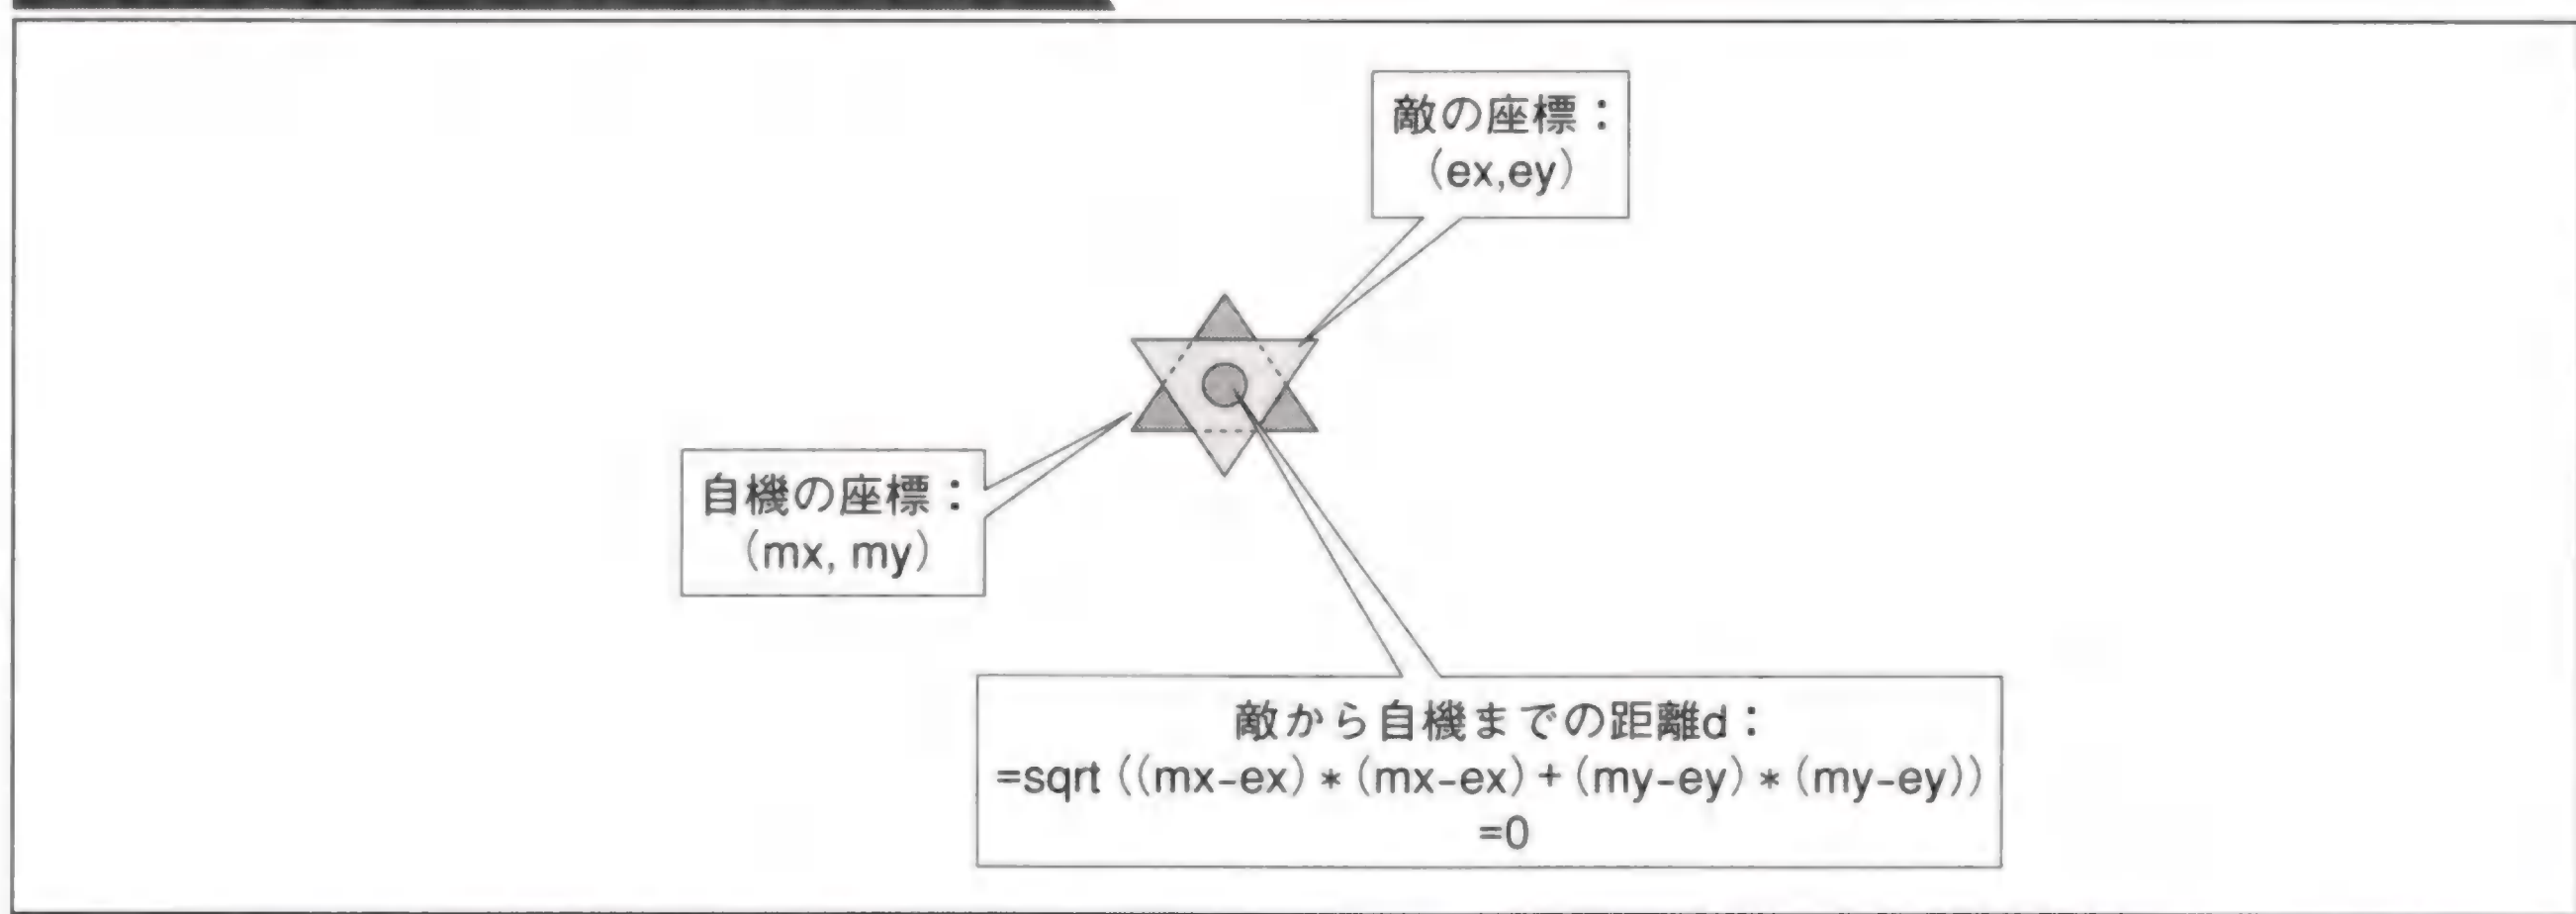 敵の座標：
(ex,ey)
自機の座標：
(mx, my)
敵から自機までの距離d：
=sqrt ((mx-ex) * (mx-ex) + (my-ey) * (my-ey))
=0